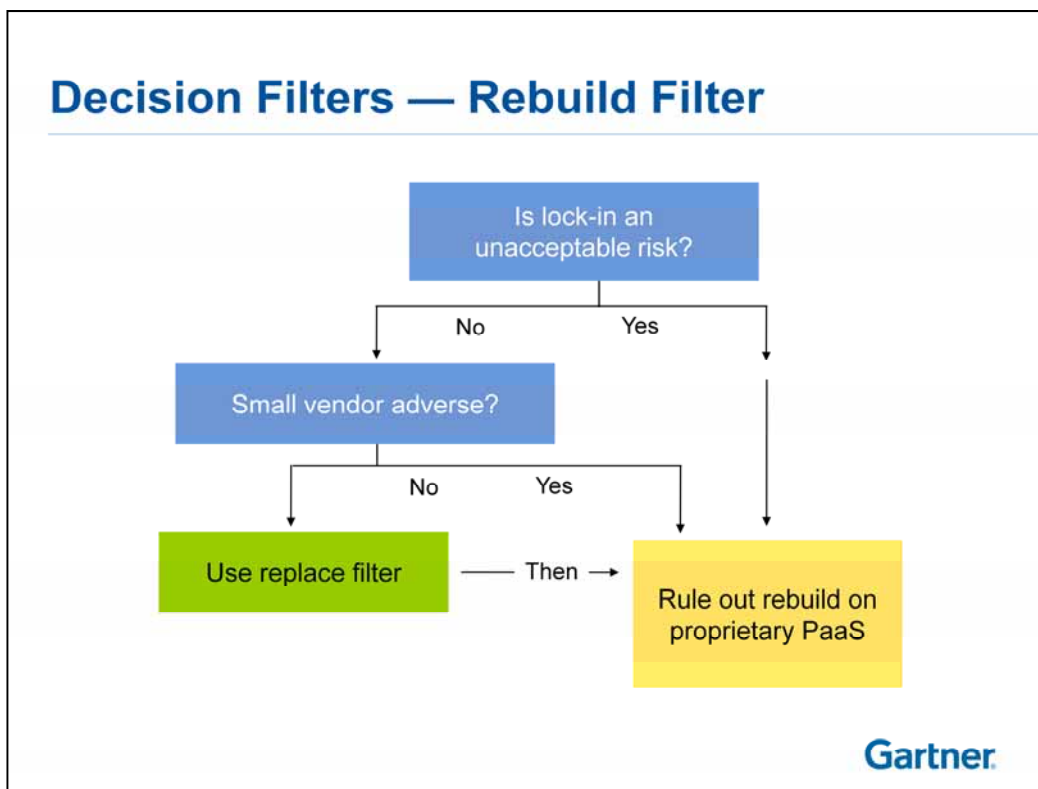 Decision Filters — Rebuild Filter
Is lock-in an
unacceptable risk?
No
Yes
Small vendor adverse?
No
Yes
Use replace filter
Then
Rule out rebuild on
proprietary PaaS
Gartner.